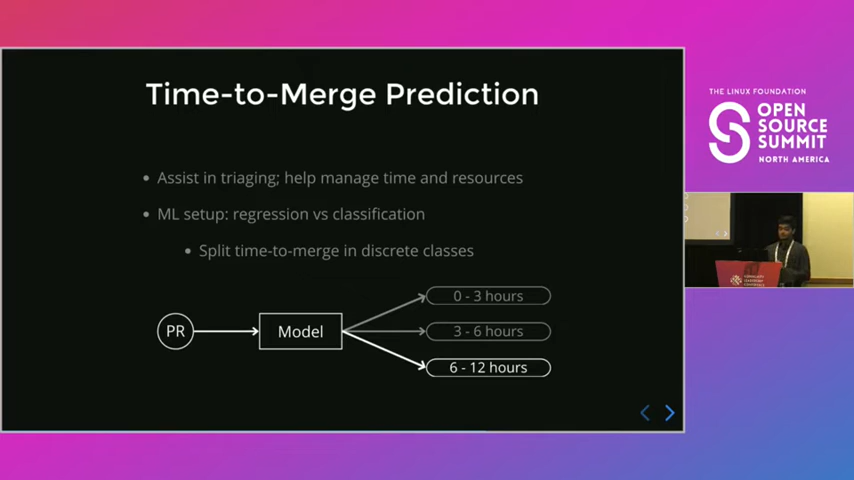 Time-to-Merge Prediction
Assist in triaging; help manage time and resources
ML setup: regression vs classification
Split time-to-merge in discrete classes
PR
Model
0 - 3 hours
3 - 6 hours
6 - 12 hours
THE LINUX FOUNDATION
OPEN
SOURCE
SUMMIT
NORTH AMERICA